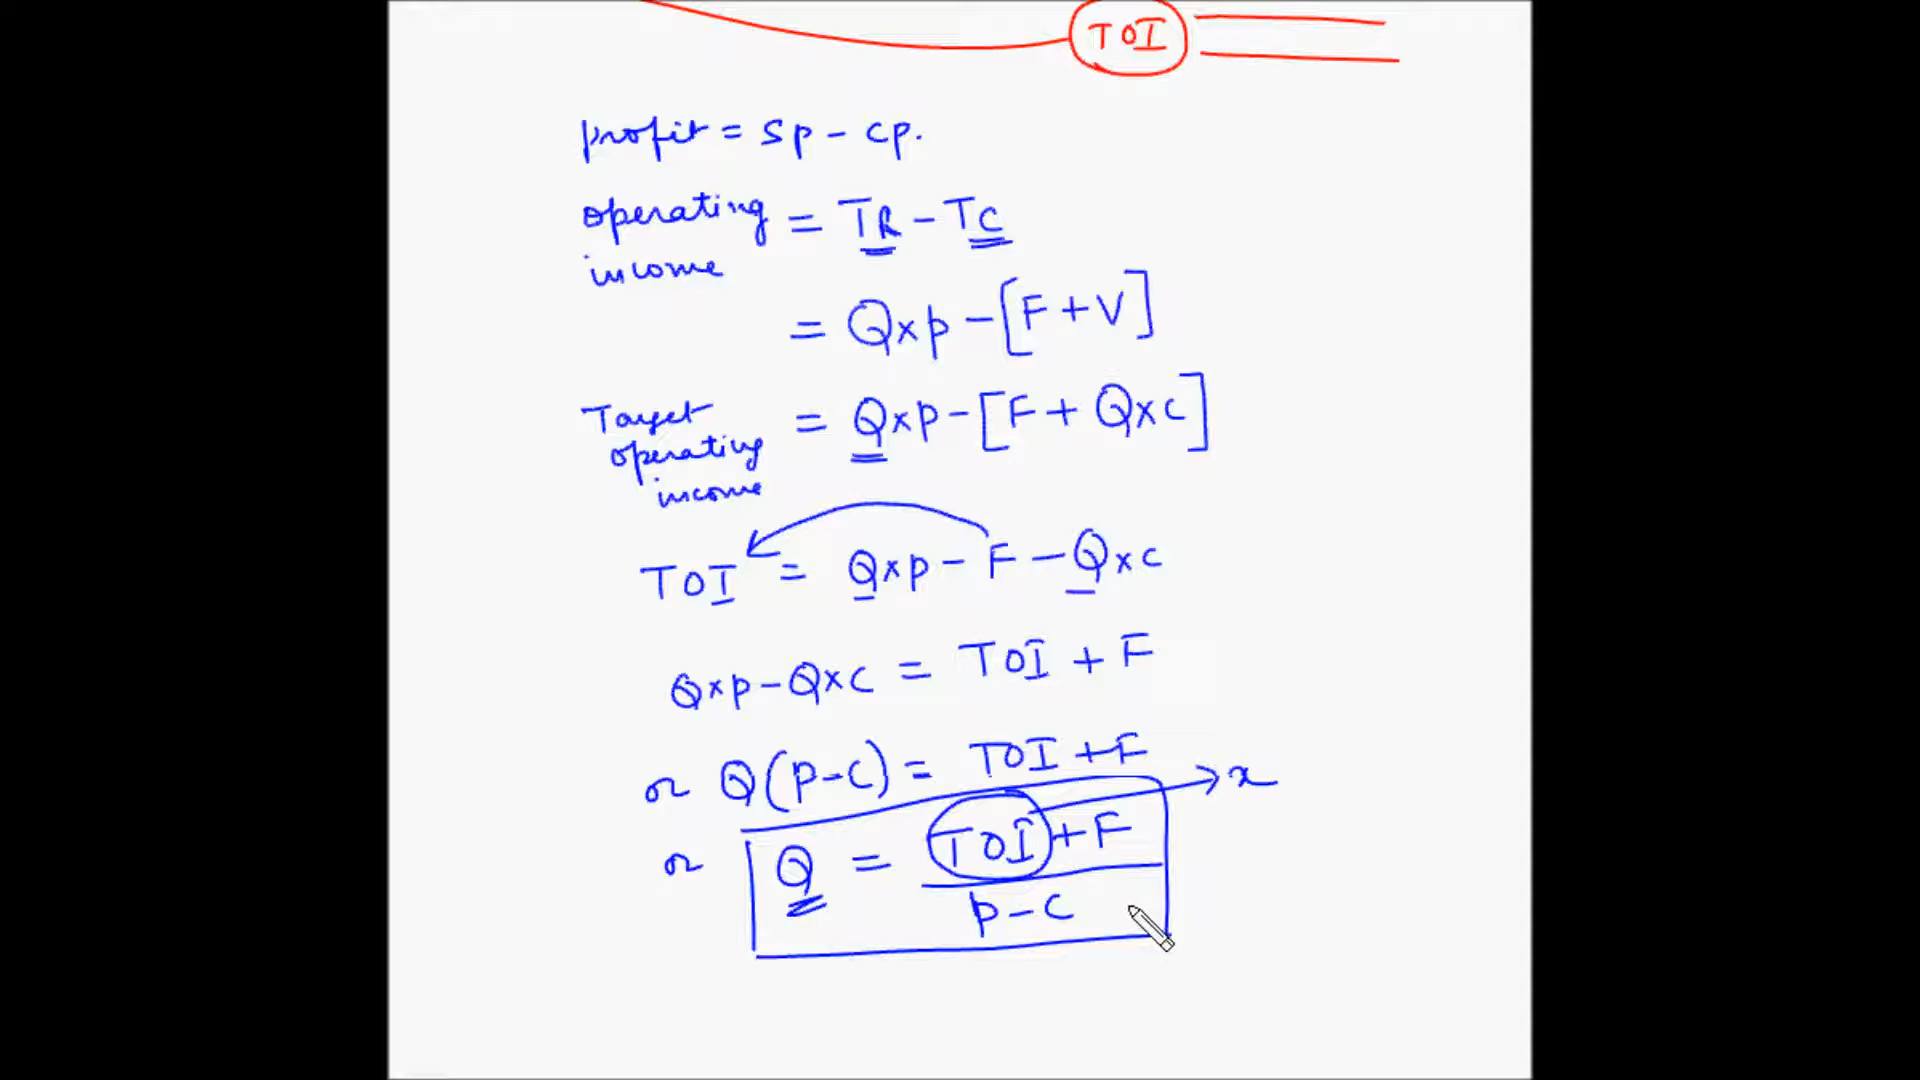 TOI
profit = SP - CP.
operating income = TR - TC
= Q×p - [F + V]
Target operating income = Q×p - [F + Q×c]
TOI = Q×p - F - Q×c
Q×p - Q×c = TOI + F
or Q(p-c) = TOI + F
x
or Q = TOI + F
p - c